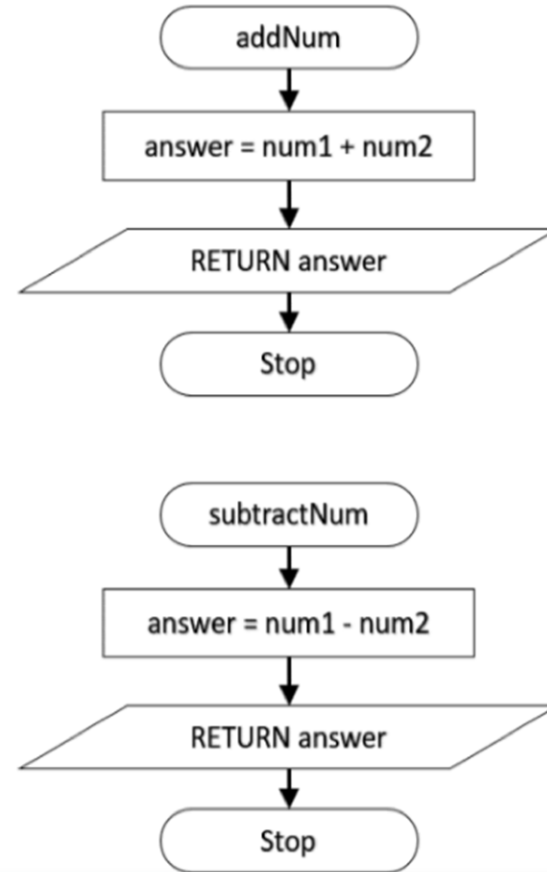 addNum
answer = num1 + num2
RETURN answer
Stop
subtractNum
answer = num1 - num2
RETURN answer
Stop